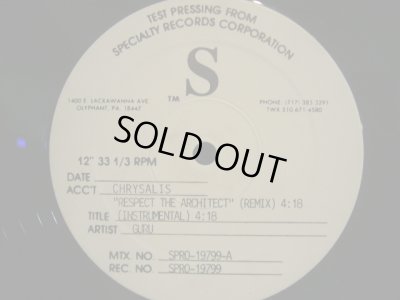 TEST PRESSING FROM
SPECIALTY RECORDS CORPORATION
S
TM
1400 E. LACKAWANNA AVE.
OLYPHANT, PA. 18447
PHONE: (717) 383 3291
TWX 510 671 4580
SOLD OUT
12" 33 1/3 RPM
DATE
ACC'T CHRYSALIS
"RESPECT THE ARCHITECT" (REMIX) 4:18
TITLE (INSTRUMENTAL) 4:18
ARTIST GURU
MTX NO. SPRO-19799-A
REC NO. SPRO-19799